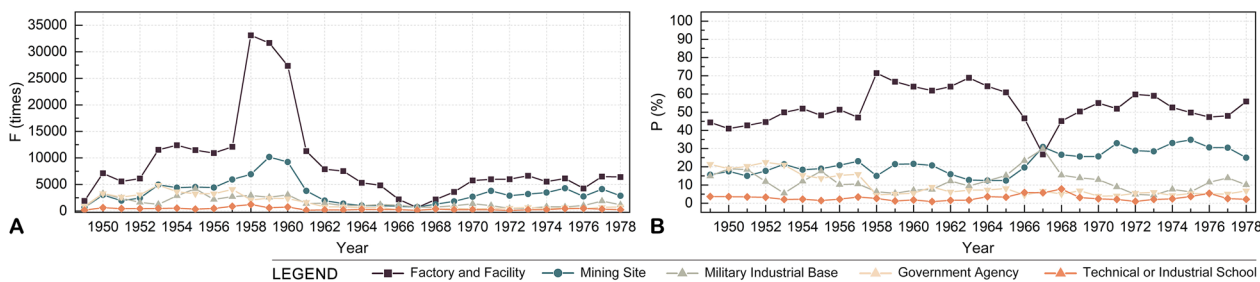 35000
30000
25000
20000
15000
10000
5000
0
F (times)
1950 1952 1954 1956 1958 1960 1962 1964 1966 1968 1970 1972 1974 1976 1978
Year
A
100
90
80
70
60
50
40
30
20
10
0
P (%)
1950 1952 1954 1956 1958 1960 1962 1964 1966 1968 1970 1972 1974 1976 1978
Year
B
LEGEND Factory and Facility Mining Site Military Industrial Base Government Agency Technical or Industrial School